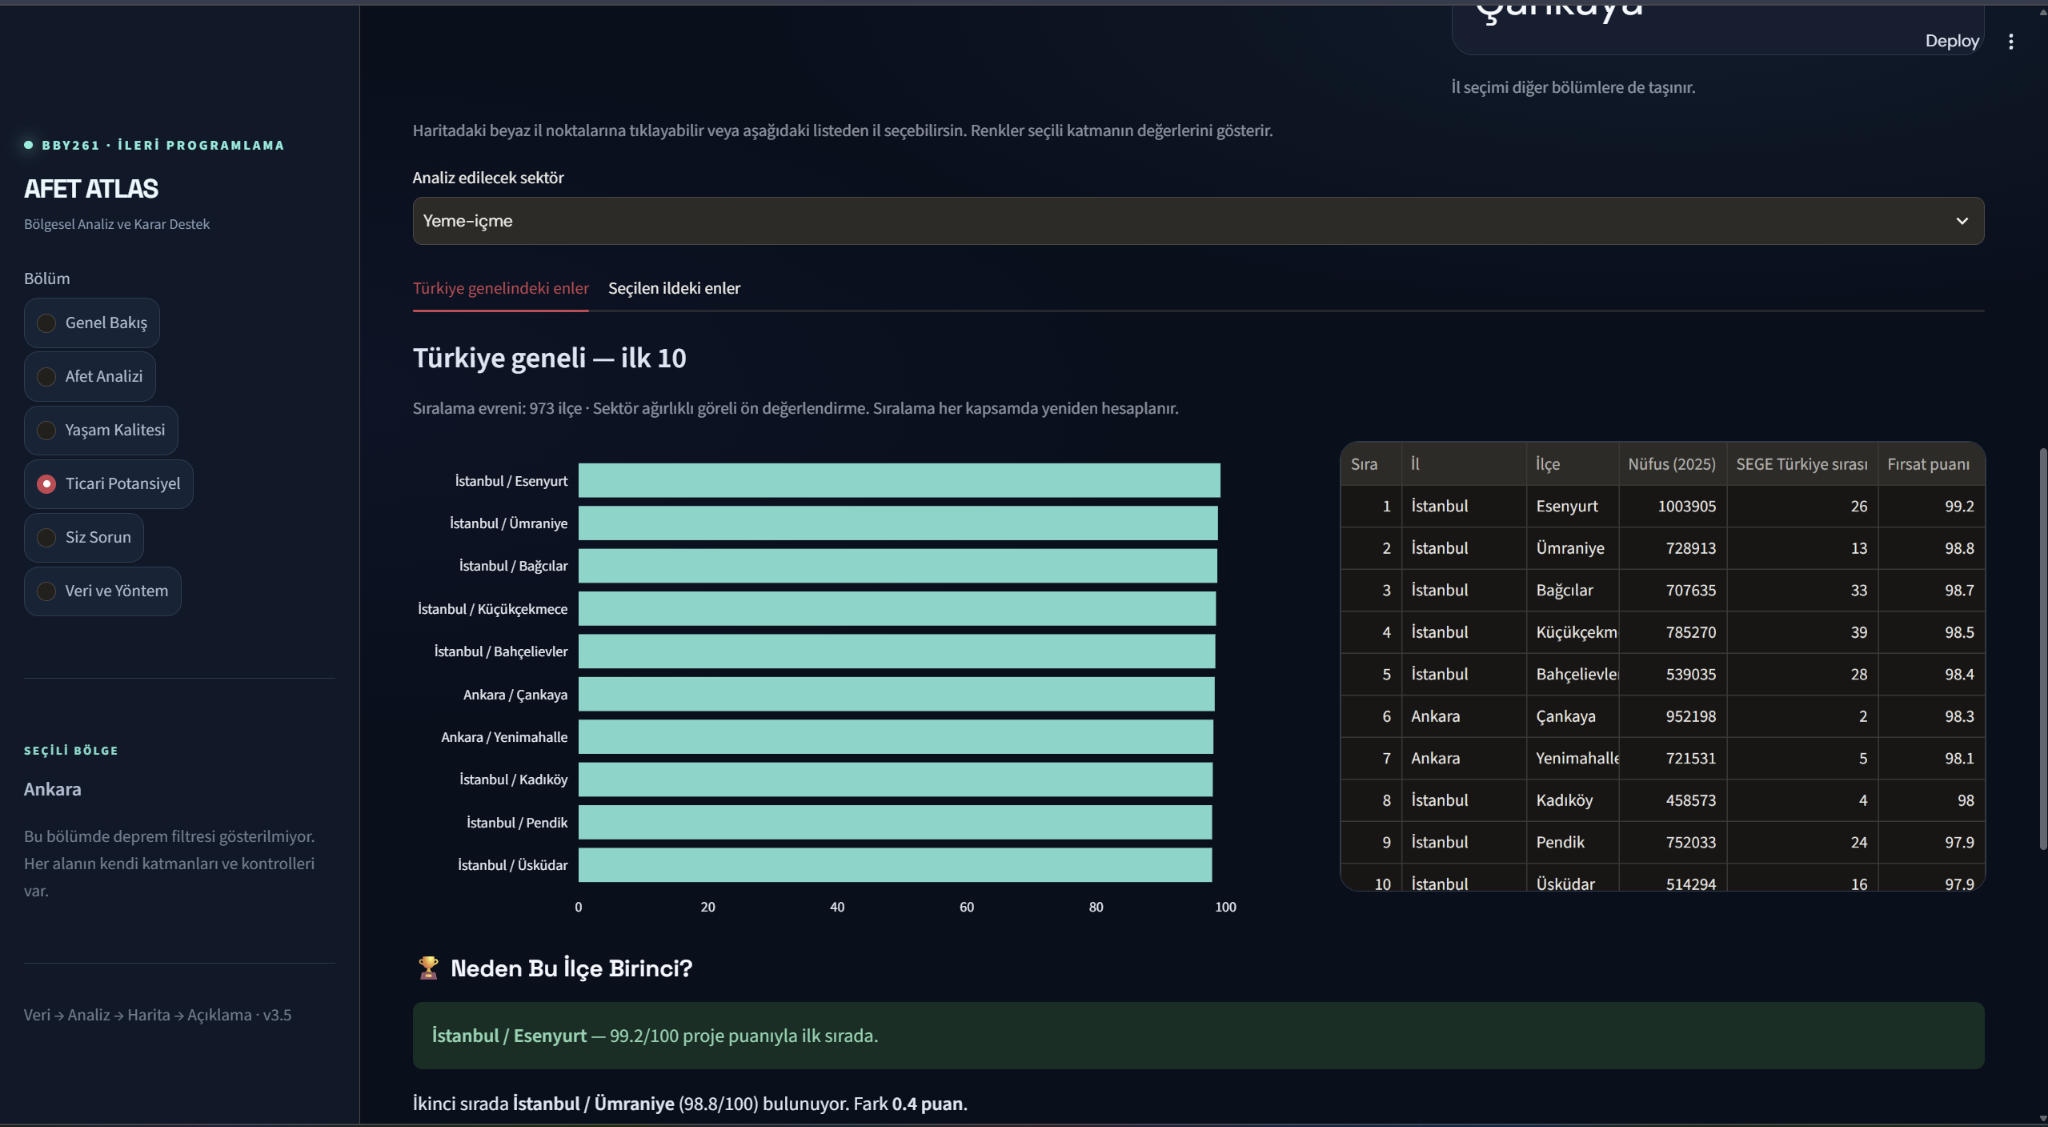 BBY261 · İLERİ PROGRAMLAMA
AFET ATLAS
Bölgesel Analiz ve Karar Destek
Bölüm
Genel Bakış
Afet Analizi
Yaşam Kalitesi
Ticari Potansiyel
Siz Sorun
Veri ve Yöntem
SEÇİLİ BÖLGE
Ankara
Bu bölümde deprem filtresi gösterilmiyor.
Her alanın kendi katmanları ve kontrolleri
var.
Veri → Analiz → Harita → Açıklama · v3.5
Çankaya
Deploy
İl seçimi diğer bölümlere de taşınır.
Haritadaki beyaz il noktalarına tıklayabilir veya aşağıdaki listeden il seçebilirsin. Renkler seçili katmanın değerlerini gösterir.
Analiz edilecek sektör
Yeme–içme
Türkiye genelindeki enler Seçilen ildeki enler
Türkiye geneli — ilk 10
Sıralama evreni: 973 ilçe · Sektör ağırlıklı göreli ön değerlendirme. Sıralama her kapsamda yeniden hesaplanır.
İstanbul / Esenyurt
İstanbul / Ümraniye
İstanbul / Bağcılar
İstanbul / Küçükçekmece
İstanbul / Bahçelievler
Ankara / Çankaya
Ankara / Yenimahalle
İstanbul / Kadıköy
İstanbul / Pendik
İstanbul / Üsküdar
0 20 40 60 80 100
Sıra İl İlçe Nüfus (2025) SEGE Türkiye sırası Fırsat puanı
1 İstanbul Esenyurt 1003905 26 99.2
2 İstanbul Ümraniye 728913 13 98.8
3 İstanbul Bağcılar 707635 33 98.7
4 İstanbul Küçükçekm 785270 39 98.5
5 İstanbul Bahçelievle 539035 28 98.4
6 Ankara Çankaya 952198 2 98.3
7 Ankara Yenimahalle 721531 5 98.1
8 İstanbul Kadıköy 458573 4 98
9 İstanbul Pendik 752033 24 97.9
10 İstanbul Üsküdar 514294 16 97.9
🏆 Neden Bu İlçe Birinci?
İstanbul / Esenyurt — 99.2/100 proje puanıyla ilk sırada.
İkinci sırada İstanbul / Ümraniye (98.8/100) bulunuyor. Fark 0.4 puan.